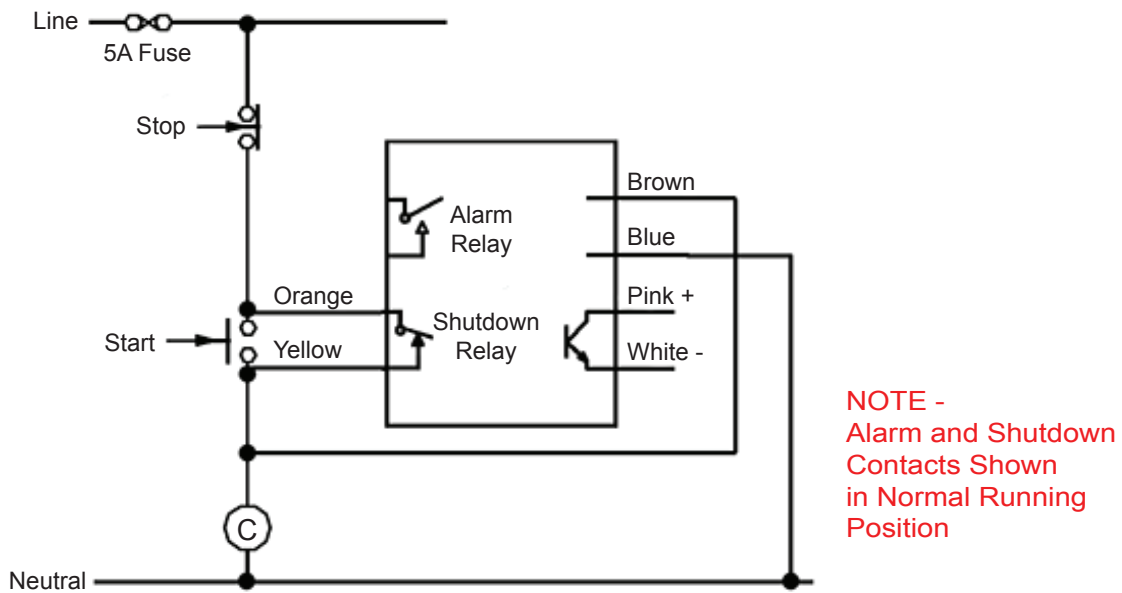 Line
5A Fuse
Stop
Brown
Alarm
Relay
Blue
Orange
Pink +
Shutdown
Relay
Start
Yellow
White -
NOTE -
Alarm and Shutdown
Contacts Shown
in Normal Running
Position
C
Neutral